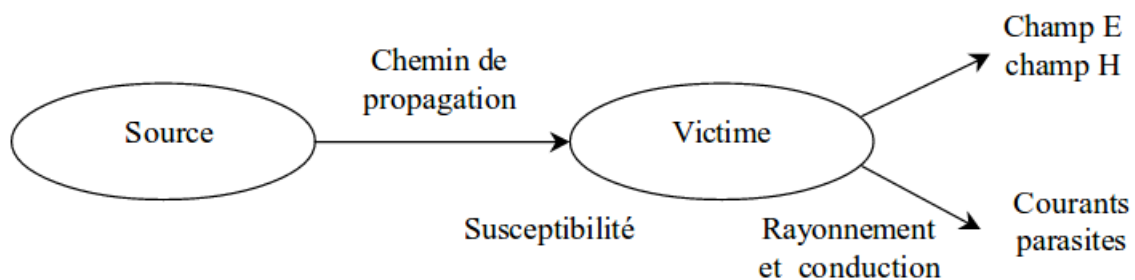 Champ E
champ H
Chemin de
propagation
Source
Victime
Susceptibilité
Rayonnement
et conduction
Courants
parasites